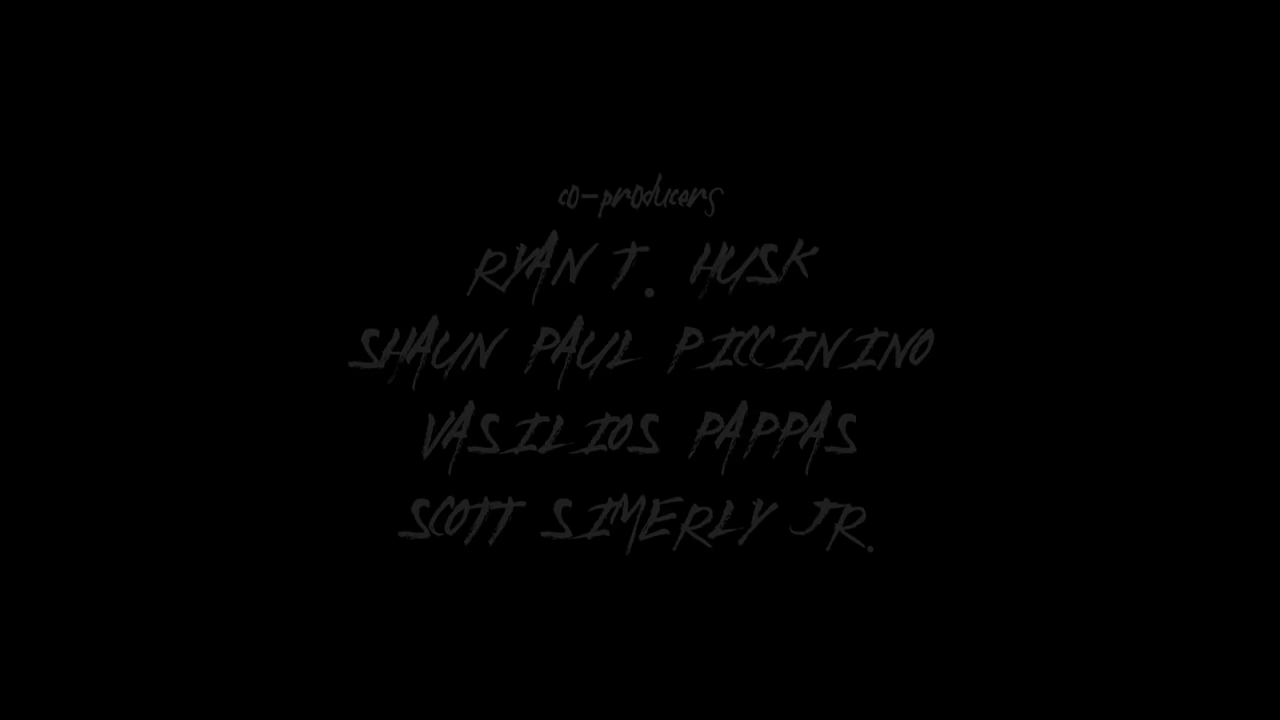 co-producers
RYAN T. HUSK
SHAUN PAUL PICCININO
VASILIOS PAPPAS
SCOTT SIMERLY JR.